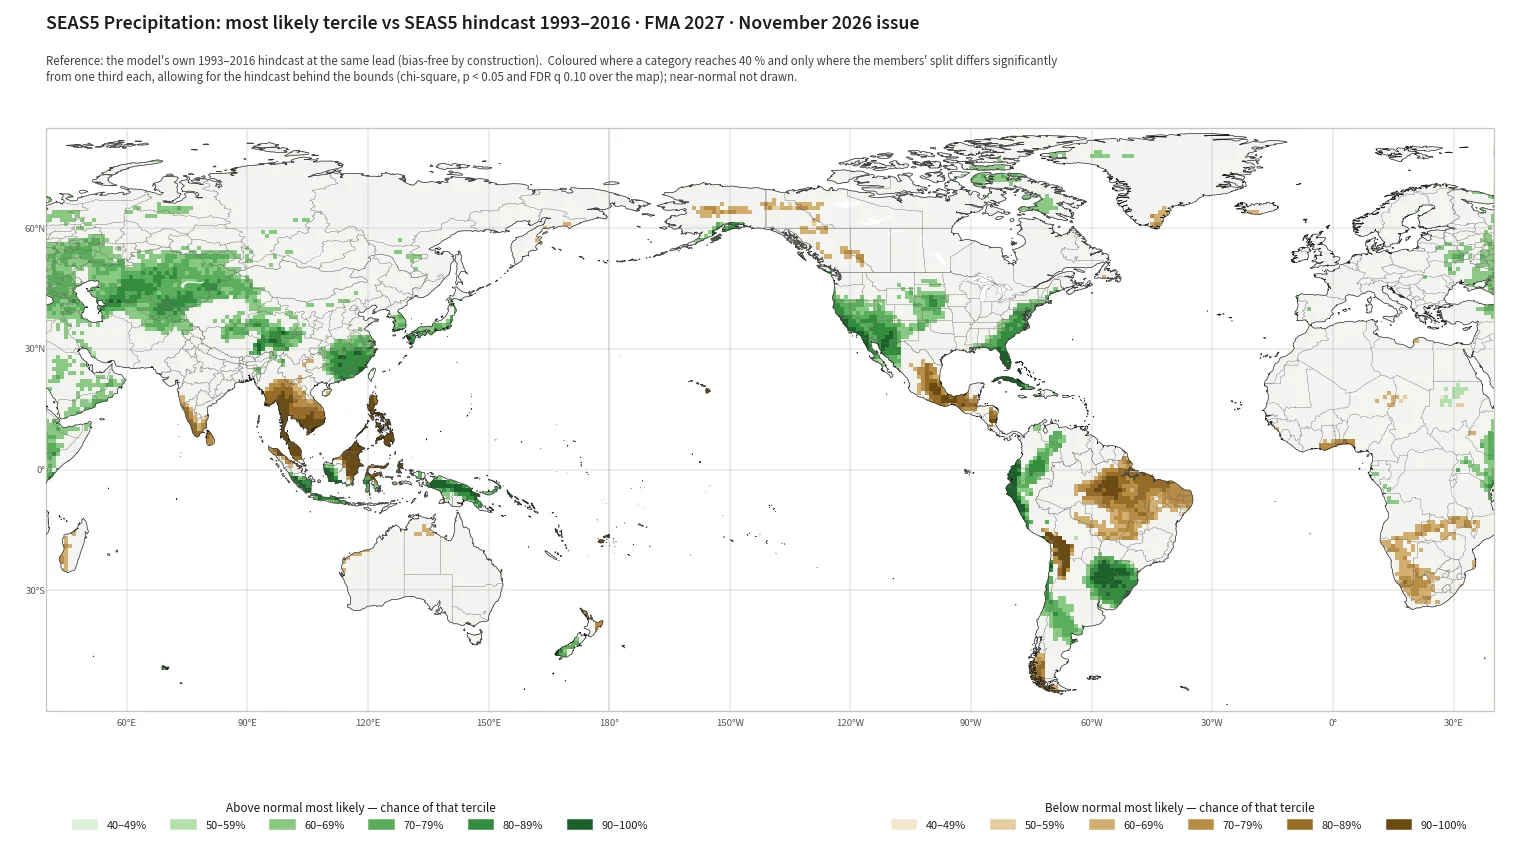 SEAS5 Precipitation: most likely tercile vs SEAS5 hindcast 1993–2016 · FMA 2027 · November 2026 issue
Reference: the model's own 1993–2016 hindcast at the same lead (bias-free by construction).  Coloured where a category reaches 40 % and only where the members' split differs significantly
from one third each, allowing for the hindcast behind the bounds (chi-square, p < 0.05 and FDR q 0.10 over the map); near-normal not drawn.
60°N
30°N
0°
30°S
60°E 90°E 120°E 150°E 180° 150°W 120°W 90°W 60°W 30°W 0° 30°E
Above normal most likely — chance of that tercile
40–49% 50–59% 60–69% 70–79% 80–89% 90–100%
Below normal most likely — chance of that tercile
40–49% 50–59% 60–69% 70–79% 80–89% 90–100%